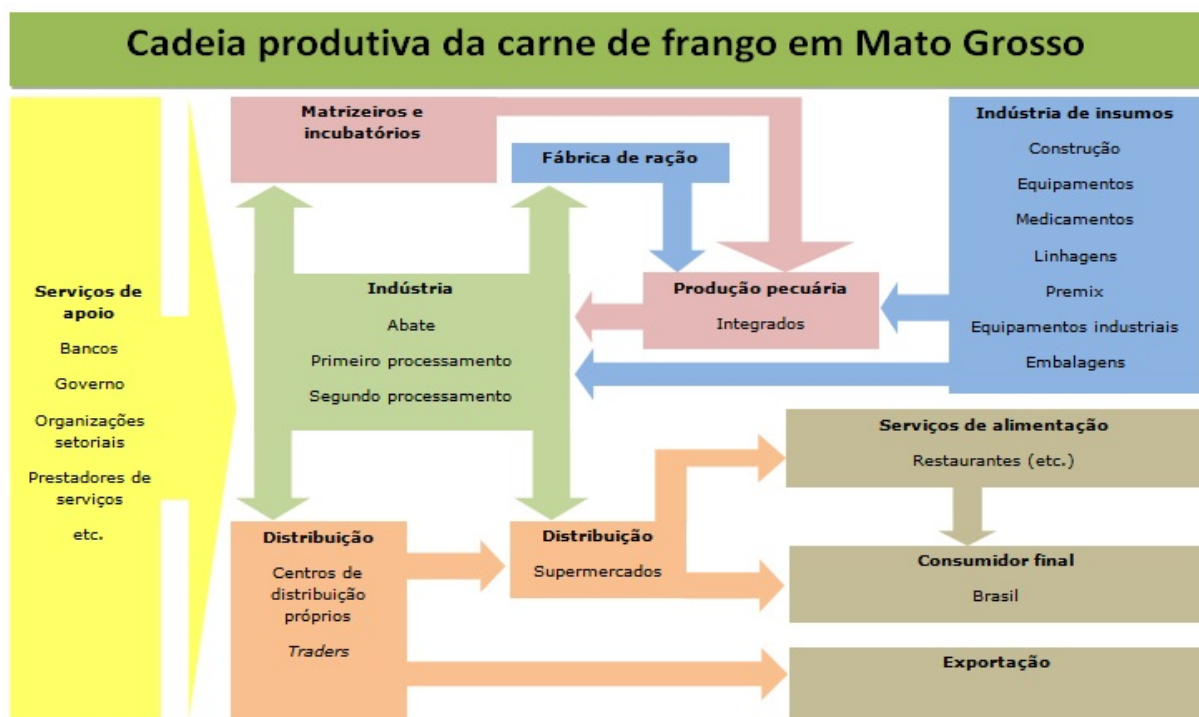 Cadeia produtiva da carne de frango em Mato Grosso
Serviços de
apoio
Bancos
Governo
Organizações
setoriais
Prestadores de
serviços
etc.
Matrizeiros e
incubatórios
Fábrica de ração
Indústria de insumos
Construção
Equipamentos
Medicamentos
Linhagens
Premix
Equipamentos industriais
Embalagens
Indústria
Abate
Primeiro processamento
Segundo processamento
Produção pecuária
Integrados
Distribuição
Centros de
distribuição
próprios
Traders
Distribuição
Supermercados
Serviços de alimentação
Restaurantes (etc.)
Consumidor final
Brasil
Exportação